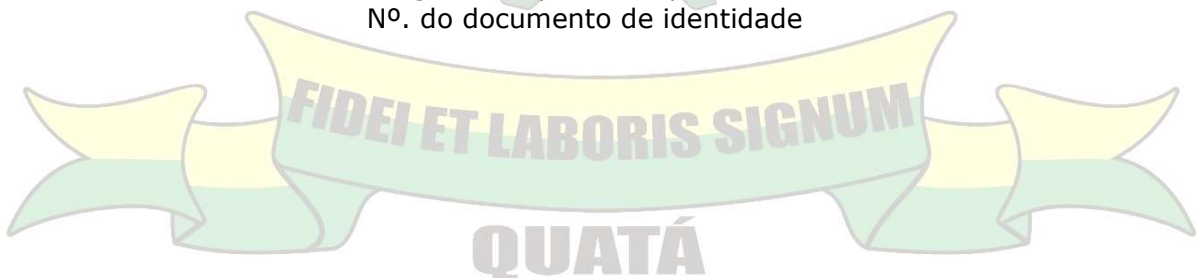 Nº. do documento de identidade
FIDEI ET LABORIS SIGNUM
QUATÁ